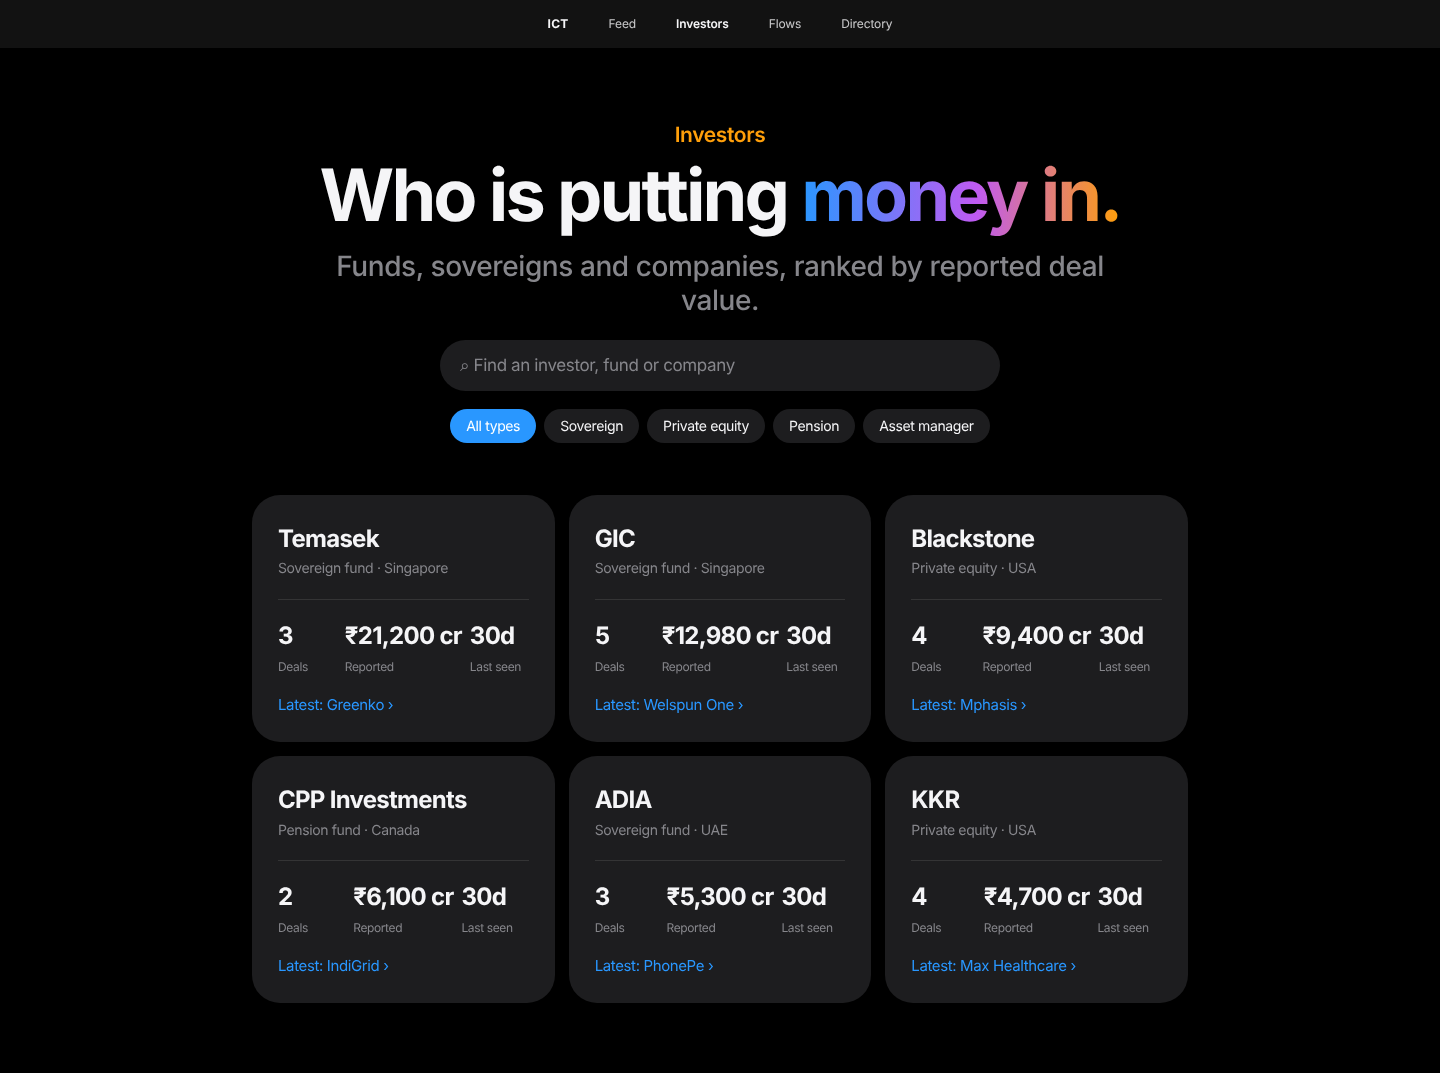 ICT Feed Investors Flows Directory
Investors
Who is putting money in.
Funds, sovereigns and companies, ranked by reported deal
value.
⌕ Find an investor, fund or company
All types Sovereign Private equity Pension Asset manager
Temasek
Sovereign fund · Singapore
3 ₹21,200 cr 30d
Deals Reported Last seen
Latest: Greenko ›
GIC
Sovereign fund · Singapore
5 ₹12,980 cr 30d
Deals Reported Last seen
Latest: Welspun One ›
Blackstone
Private equity · USA
4 ₹9,400 cr 30d
Deals Reported Last seen
Latest: Mphasis ›
CPP Investments
Pension fund · Canada
2 ₹6,100 cr 30d
Deals Reported Last seen
Latest: IndiGrid ›
ADIA
Sovereign fund · UAE
3 ₹5,300 cr 30d
Deals Reported Last seen
Latest: PhonePe ›
KKR
Private equity · USA
4 ₹4,700 cr 30d
Deals Reported Last seen
Latest: Max Healthcare ›